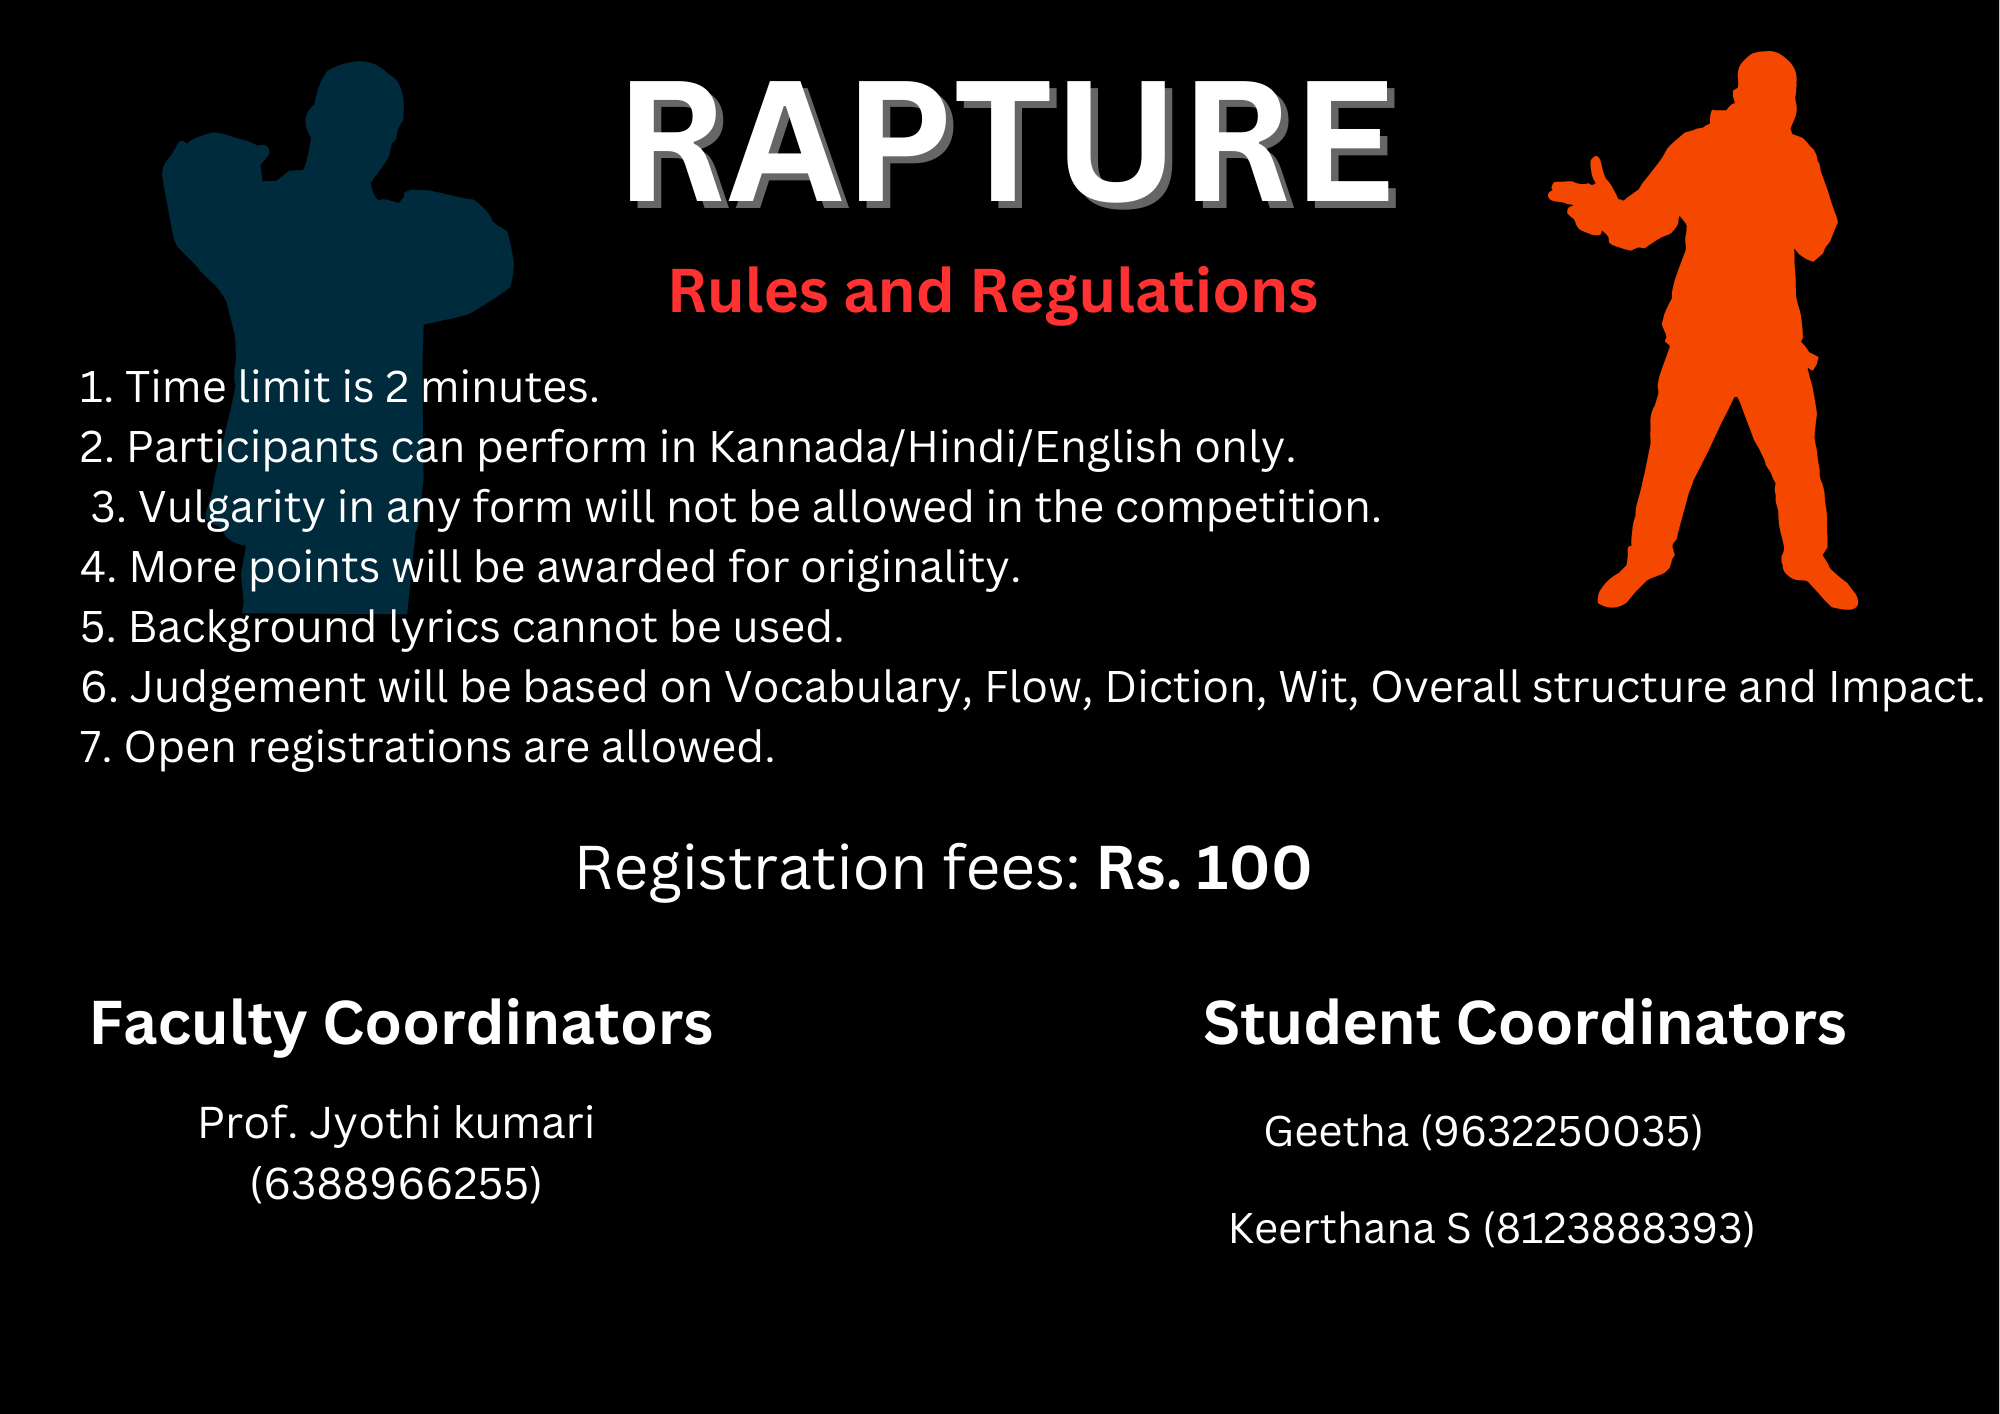 RAPTURE
Rules and Regulations
1. Time limit is 2 minutes.
2. Participants can perform in Kannada/Hindi/English only.
3. Vulgarity in any form will not be allowed in the competition.
4. More points will be awarded for originality.
5. Background lyrics cannot be used.
6. Judgement will be based on Vocabulary, Flow, Diction, Wit, Overall structure and Impact.
7. Open registrations are allowed.
Registration fees: Rs. 100
Faculty Coordinators
Prof. Jyothi kumari
(6388966255)
Student Coordinators
Geetha (9632250035)
Keerthana S (8123888393)